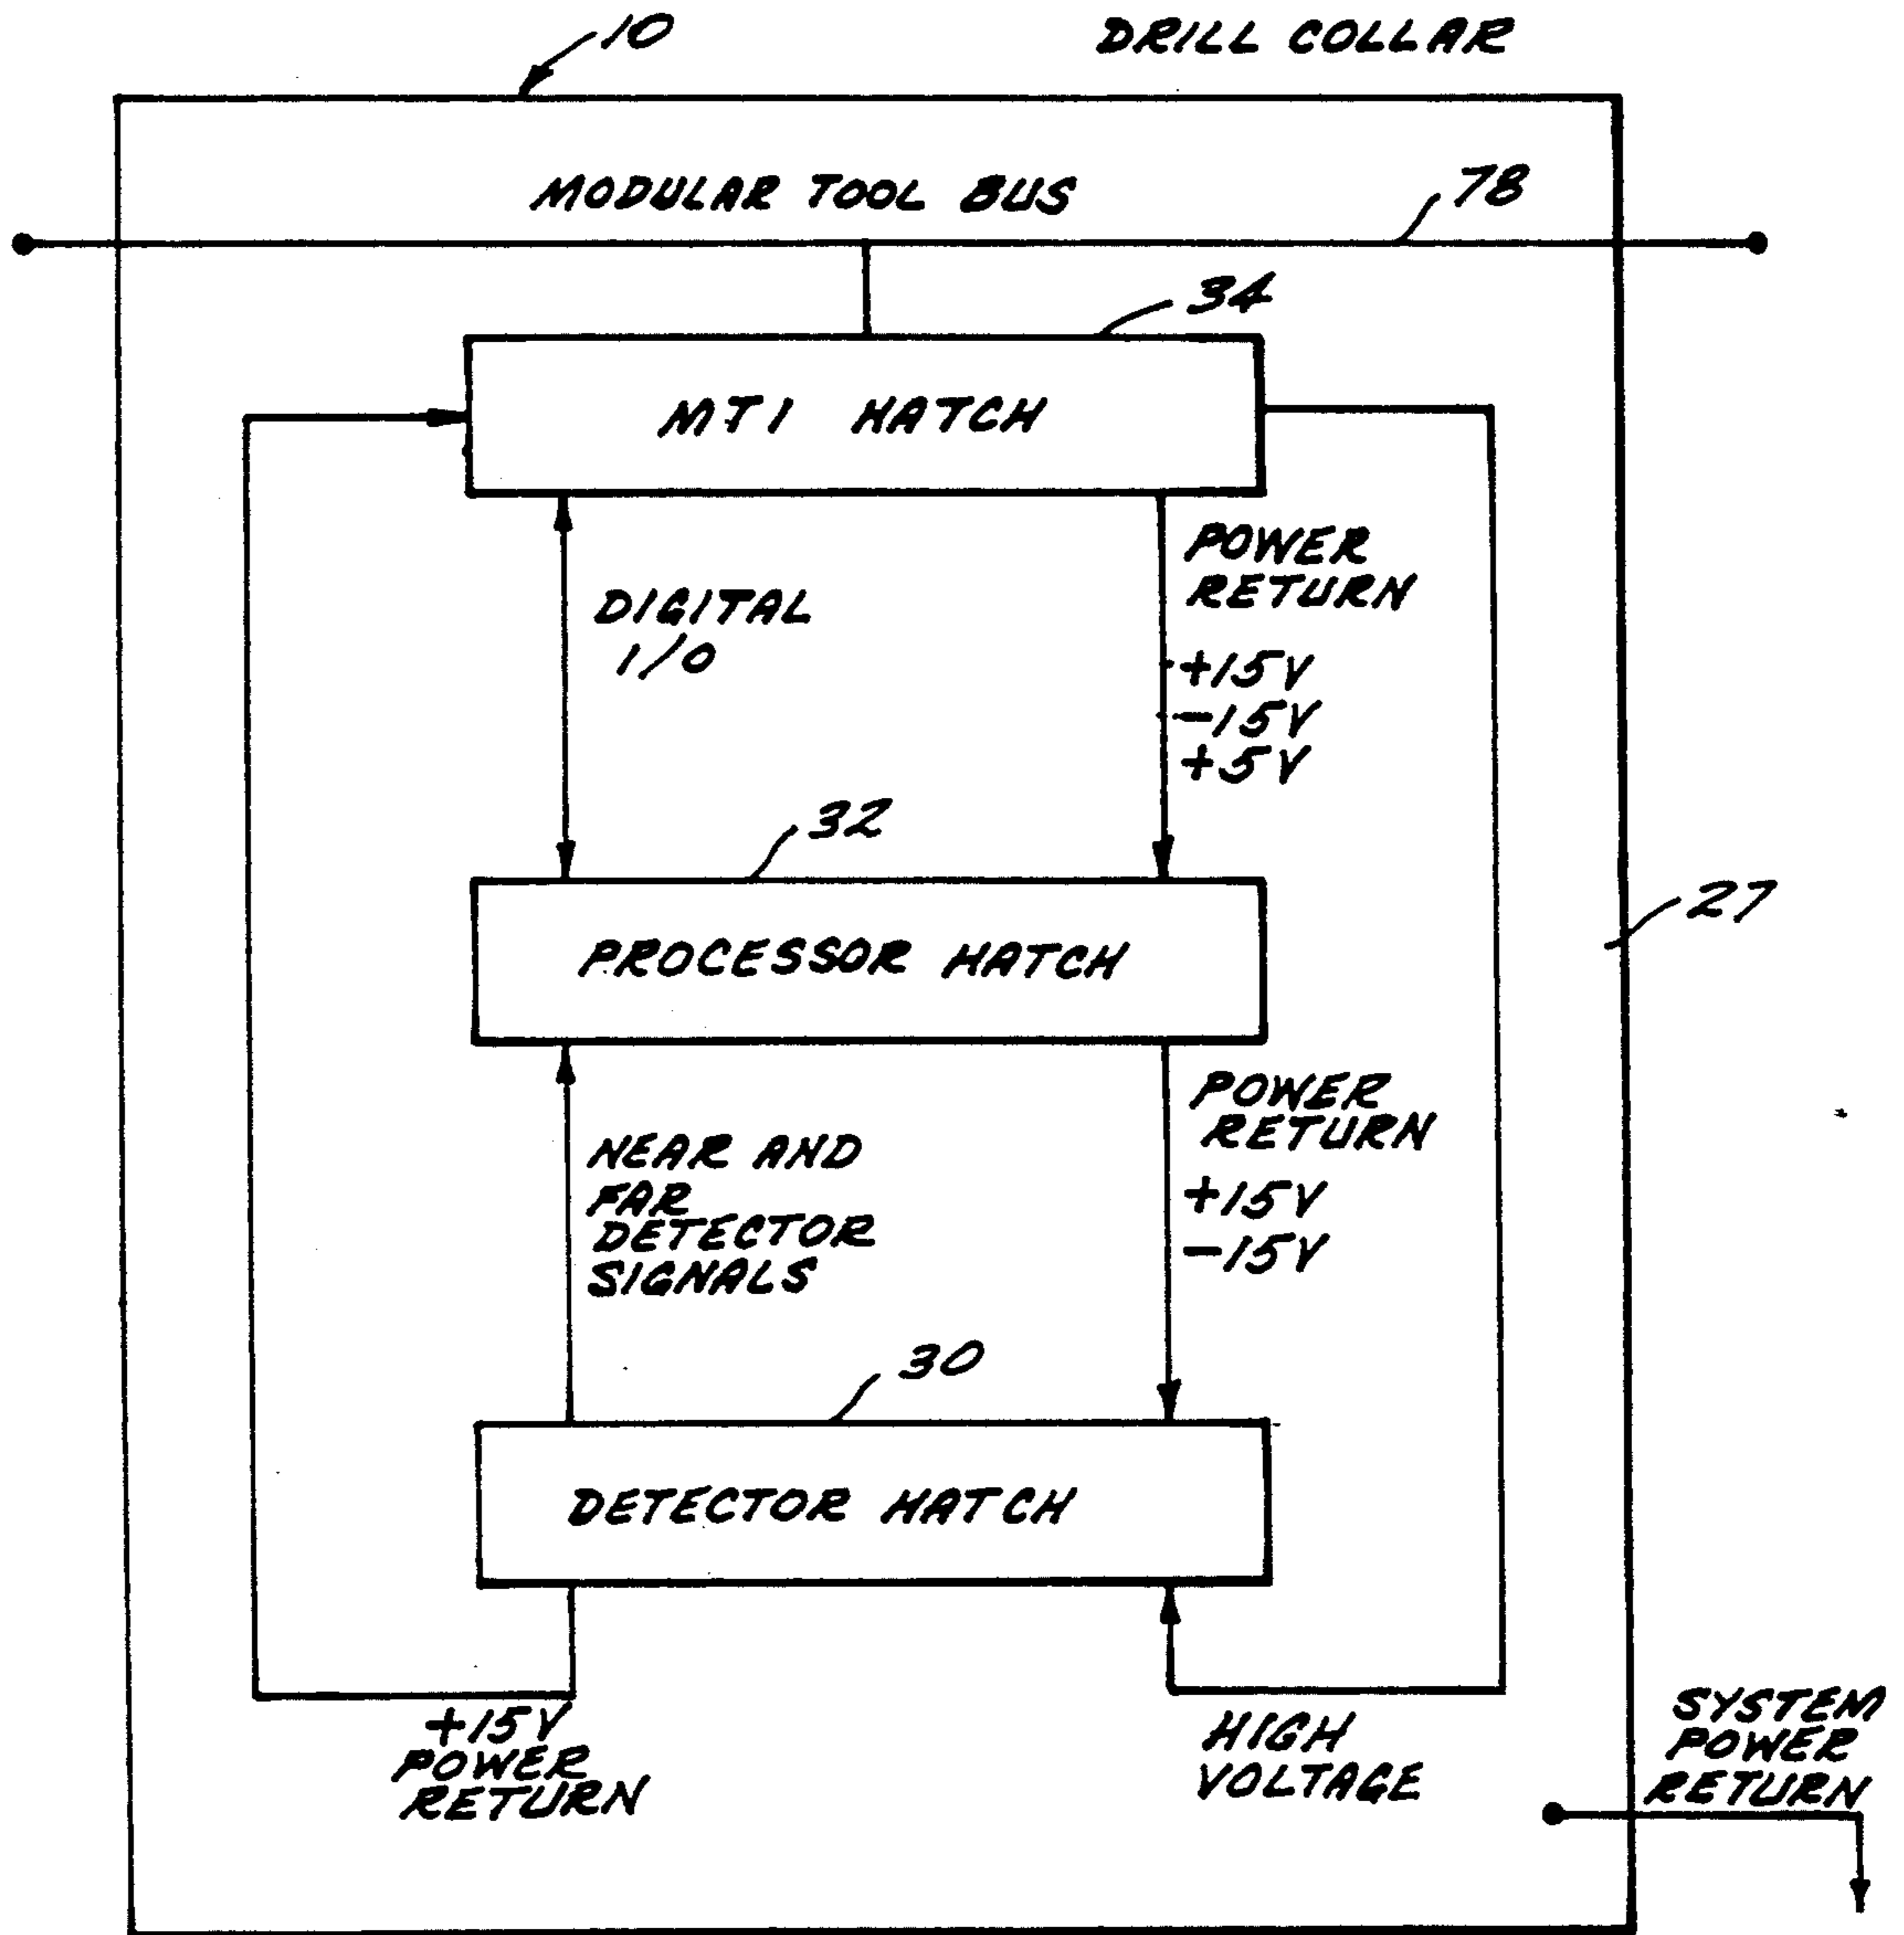 10
DRILL COLLAR
MODULAR TOOL BUS
78
34
MTI HATCH
POWER
RETURN
+15V
-15V
+5V
DIGITAL
I/O
32
27
PROCESSOR HATCH
POWER
RETURN
+15V
-15V
NEAR AND
FAR
DETECTOR
SIGNALS
30
DETECTOR HATCH
+15V
POWER
RETURN
HIGH
VOLTAGE
SYSTEM
POWER
RETURN